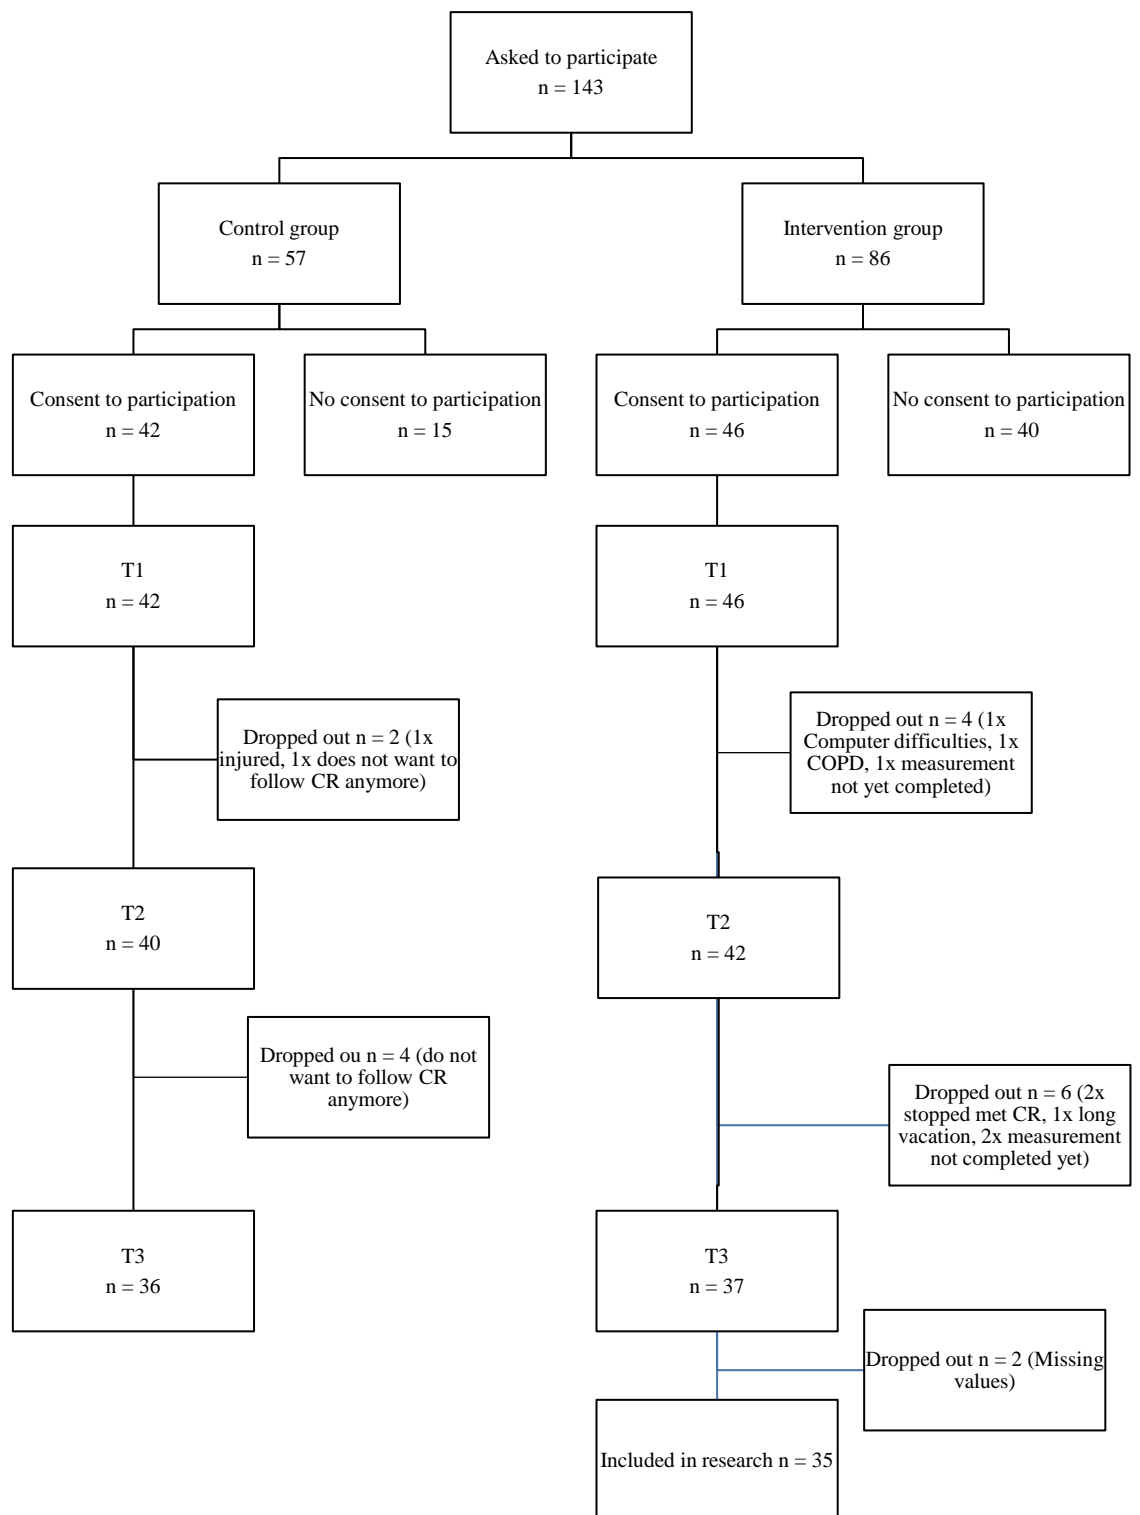 Asked to participate
n = 143
Control group
n = 57
Intervention group
n = 86
Consent to participation
n = 42
No consent to participation
n = 15
Consent to participation
n = 46
No consent to participation
n = 40
T1
n = 42
T1
n = 46
Dropped out n = 2 (1x
injured, 1x does not want to
follow CR anymore)
Dropped out n = 4 (1x
Computer difficulties, 1x
COPD, 1x measurement
not yet completed)
T2
n = 40
T2
n = 42
Dropped ou n = 4 (do not
want to follow CR
anymore)
Dropped out n = 6 (2x
stopped met CR, 1x long
vacation, 2x measurement
not completed yet)
T3
n = 36
T3
n = 37
Dropped out n = 2 (Missing
values)
Included in research n = 35